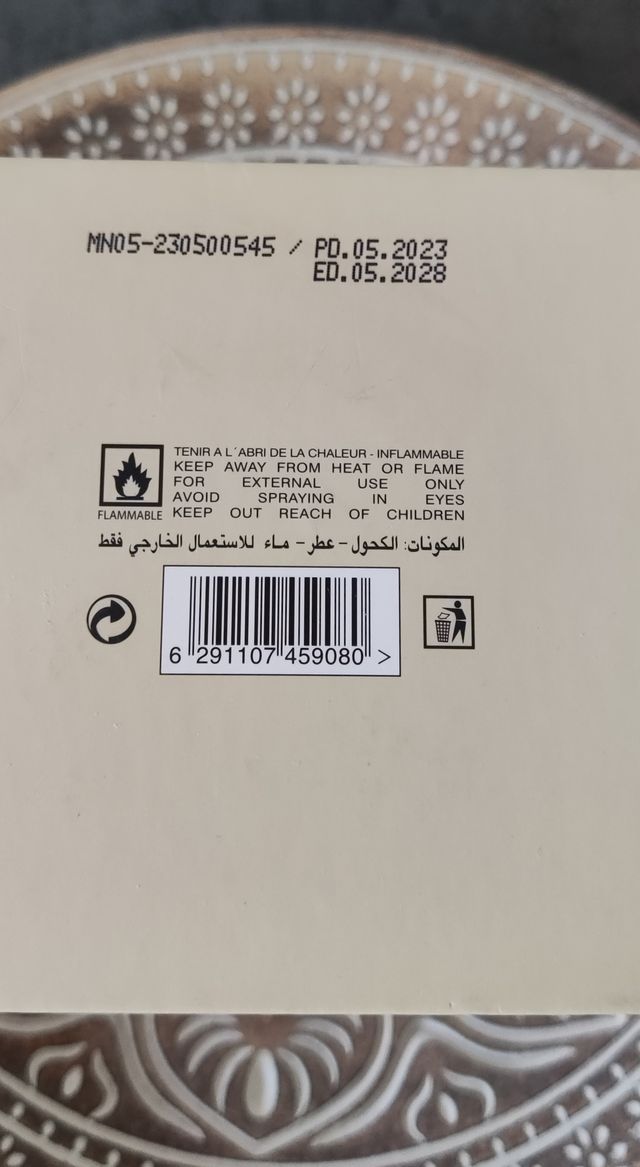 MN05-230500545 / PD.05.2023
ED.05.2028
TENIR A L´ABRI DE LA CHALEUR - INFLAMMABLE
KEEP AWAY FROM HEAT OR FLAME
FOR EXTERNAL USE ONLY
AVOID SPRAYING IN EYES
KEEP OUT REACH OF CHILDREN
FLAMMABLE
المكونات: الكحول - عطر - ماء للاستعمال الخارجي فقط
6 291107 459080 >